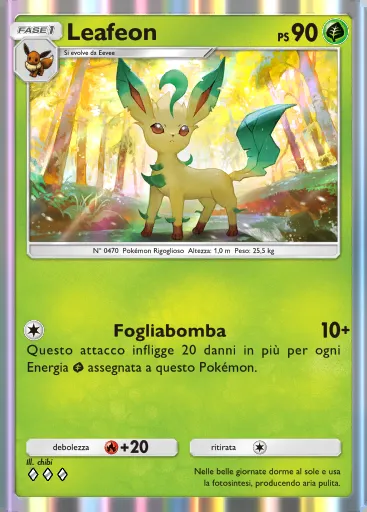 FASE 1
Leafeon
PS 90
Si evolve da Eevee
N° 0470 Pokémon Rigoglioso Altezza: 1,0 m Peso: 25,5 kg
Fogliabomba 10+
Questo attacco infligge 20 danni in più per ogni
Energia assegnata a questo Pokémon.
debolezza +20
ritirata
Ill. chibi
Nelle belle giornate dorme al sole e usa
la fotosintesi, producendo aria pulita.